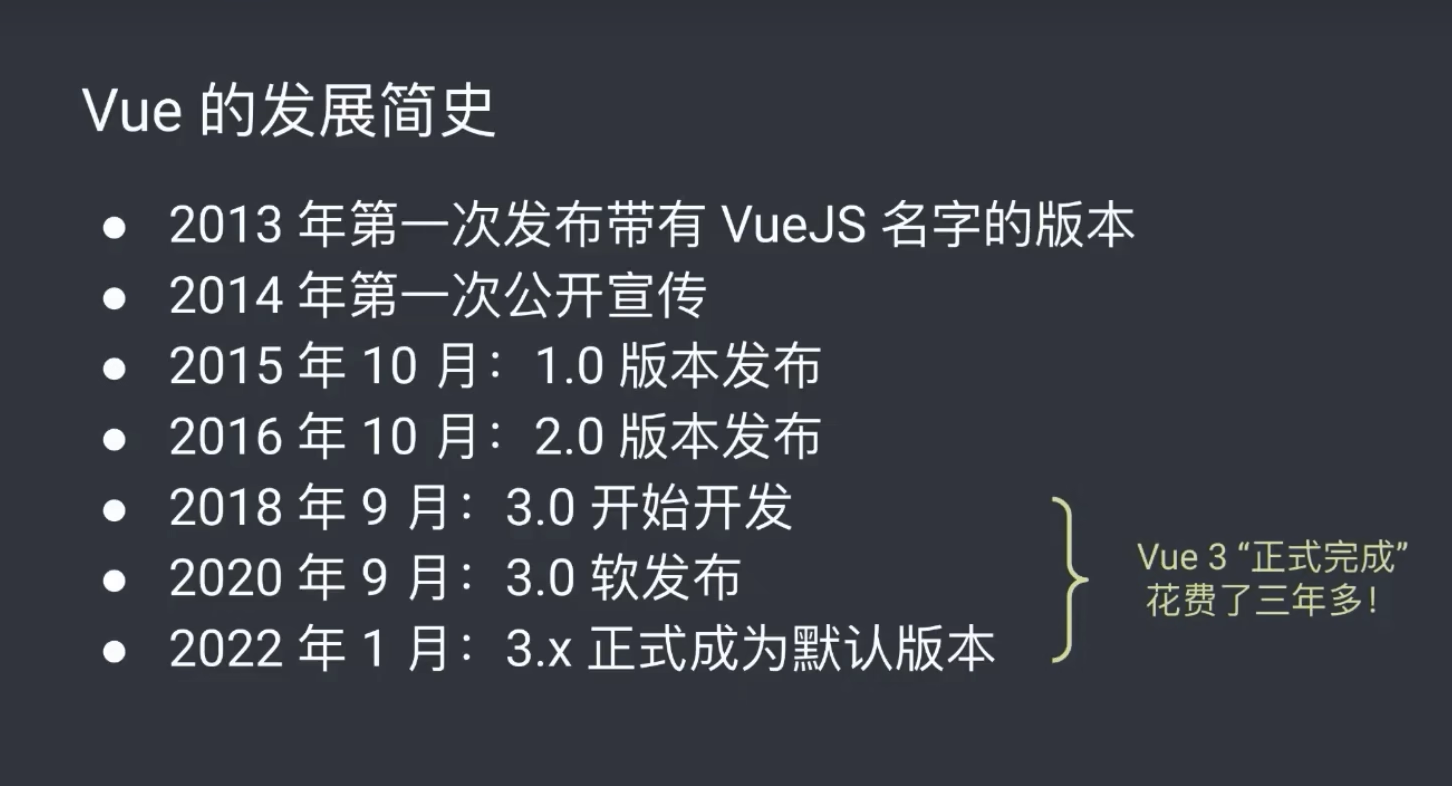 Vue 的发展简史
● 2013 年第一次发布带有 VueJS 名字的版本
● 2014 年第一次公开宣传
● 2015 年 10 月：1.0 版本发布
● 2016 年 10 月：2.0 版本发布
● 2018 年 9 月：3.0 开始开发
● 2020 年 9 月：3.0 软发布
● 2022 年 1 月：3.x 正式成为默认版本
Vue 3 “正式完成”
花费了三年多！